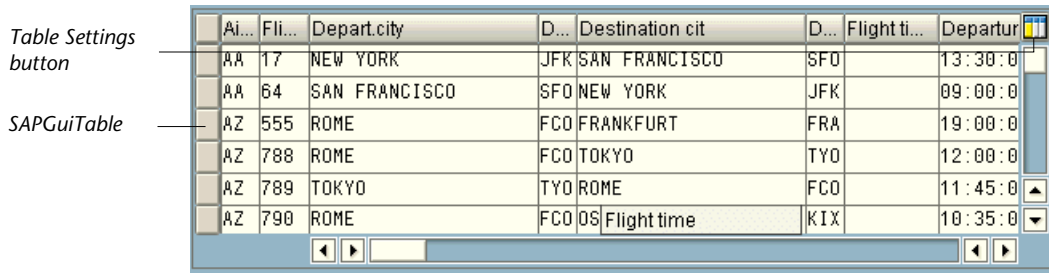 Table Settings
button
SAPGuiTable
Ai... Fli... Depart.city D... Destination cit D... Flight ti... Departur
AA 17 NEW YORK JFK SAN FRANCISCO SFO 13:30:0
AA 64 SAN FRANCISCO SFO NEW YORK JFK 09:00:0
AZ 555 ROME FCO FRANKFURT FRA 19:00:0
AZ 788 ROME FCO TOKYO TYO 12:00:0
AZ 789 TOKYO TYO ROME FCO 11:45:0
AZ 790 ROME FCO OS Flight time KIX 10:35:0